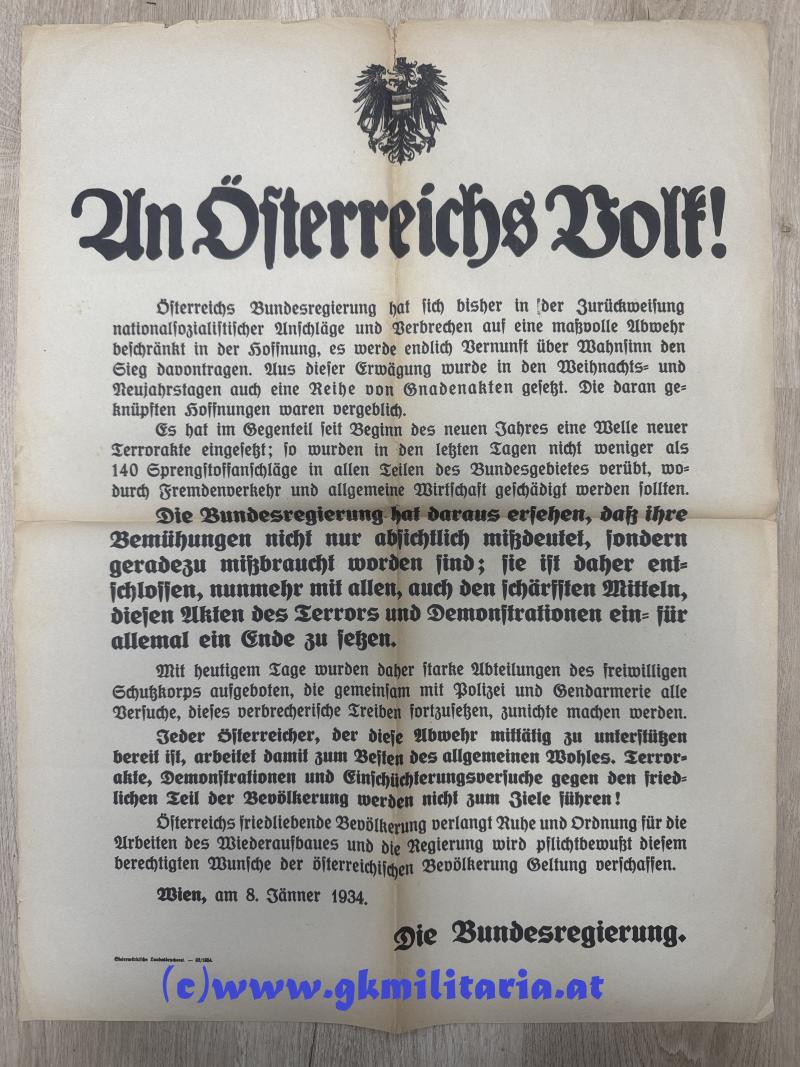 An Österreichs Volk!
Österreichs Bundesregierung hat sich bisher in der Zurückweisung
nationalsozialistischer Anschläge und Verbrechen auf eine maßvolle Abwehr
beschränkt in der Hoffnung, es werde endlich Vernunft über Wahnsinn den
Sieg davontragen. Aus dieser Erwägung wurde in den Weihnachts- und
Neujahrstagen auch eine Reihe von Gnadenakten gesetzt. Die daran ge-
knüpften Hoffnungen waren vergeblich.
Es hat im Gegenteil seit Beginn des neuen Jahres eine Welle neuer
Terrorakte eingesetzt; so wurden in den letzten Tagen nicht weniger als
140 Sprengstoffanschläge in allen Teilen des Bundesgebietes verübt, wo-
durch Fremdenverkehr und allgemeine Wirtschaft geschädigt werden sollten.
Die Bundesregierung hat daraus ersehen, daß ihre
Bemühungen nicht nur absichtlich mißdeutet, sondern
geradezu mißbraucht worden sind; sie ist daher ent-
schlossen, nunmehr mit allen, auch den schärfsten Mitteln,
diesen Akten des Terrors und Demonstrationen ein- für
allemal ein Ende zu setzen.
Mit heutigem Tage wurden daher starke Abteilungen des freiwilligen
Schutzkorps aufgeboten, die gemeinsam mit Polizei und Gendarmerie alle
Versuche, dieses verbrecherische Treiben fortzusetzen, zunichte machen werden.
Jeder Österreicher, der diese Abwehr mittätig zu unterstützen
bereit ist, arbeitet damit zum Besten des allgemeinen Wohles. Terror-
akte, Demonstrationen und Einschüchterungsversuche gegen den fried-
lichen Teil der Bevölkerung werden nicht zum Ziele führen!
Österreichs friedliebende Bevölkerung verlangt Ruhe und Ordnung für die
Arbeiten des Wiederaufbaues und die Regierung wird pflichtbewußt diesem
berechtigten Wunsche der österreichischen Bevölkerung Geltung verschaffen.
Wien, am 8. Jänner 1934.
Die Bundesregierung.
(c)www.gkmilitaria.at